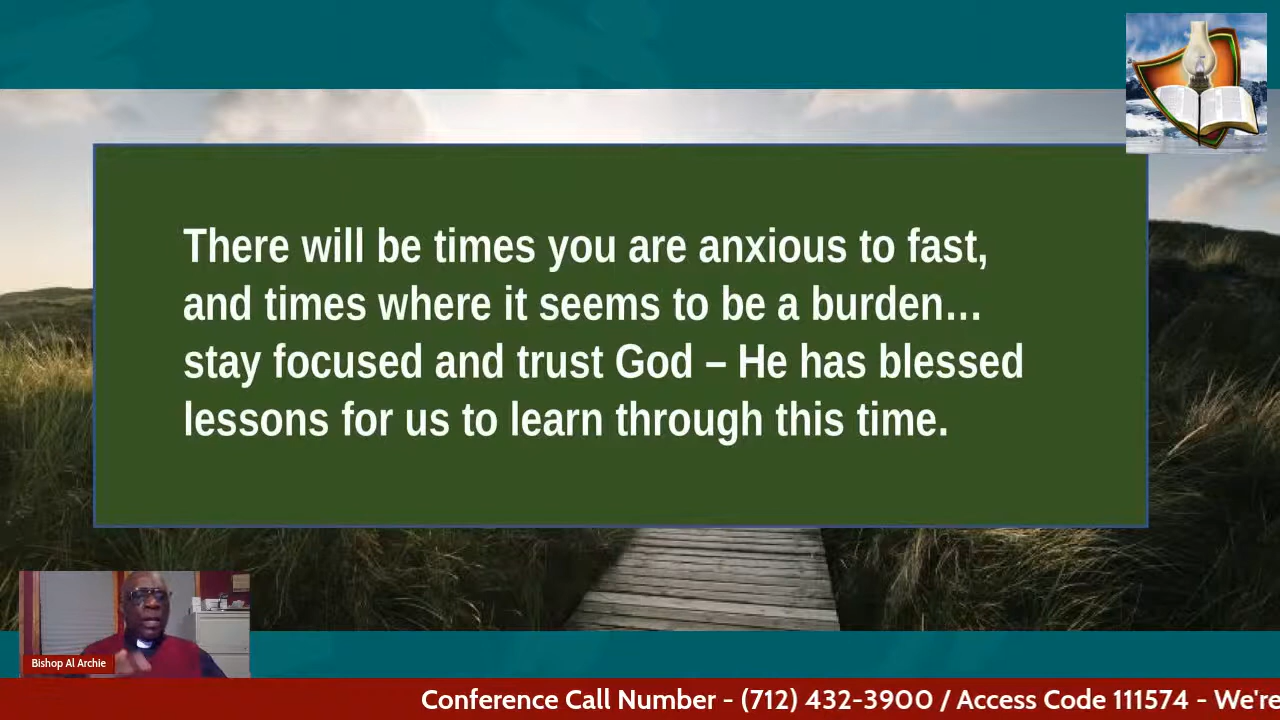 There will be times you are anxious to fast,
and times where it seems to be a burden…
stay focused and trust God – He has blessed
lessons for us to learn through this time.
Bishop Al Archie
Conference Call Number - (712) 432-3900 / Access Code 111574 - We're